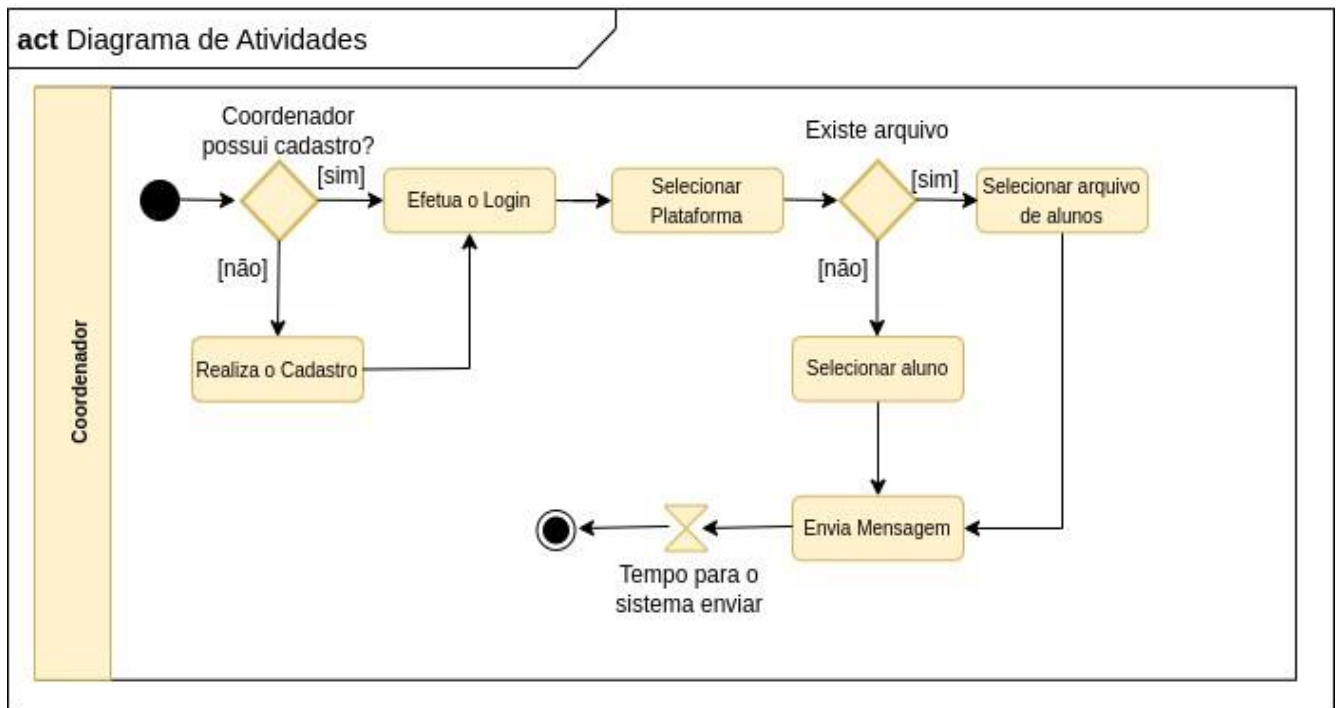 act Diagrama de Atividades
Coordenador
Coordenador
possui cadastro?
[sim]
[não]
Efetua o Login
Realiza o Cadastro
Selecionar
Plataforma
Existe arquivo
[sim]
[não]
Selecionar arquivo
de alunos
Selecionar aluno
Envia Mensagem
Tempo para o
sistema enviar